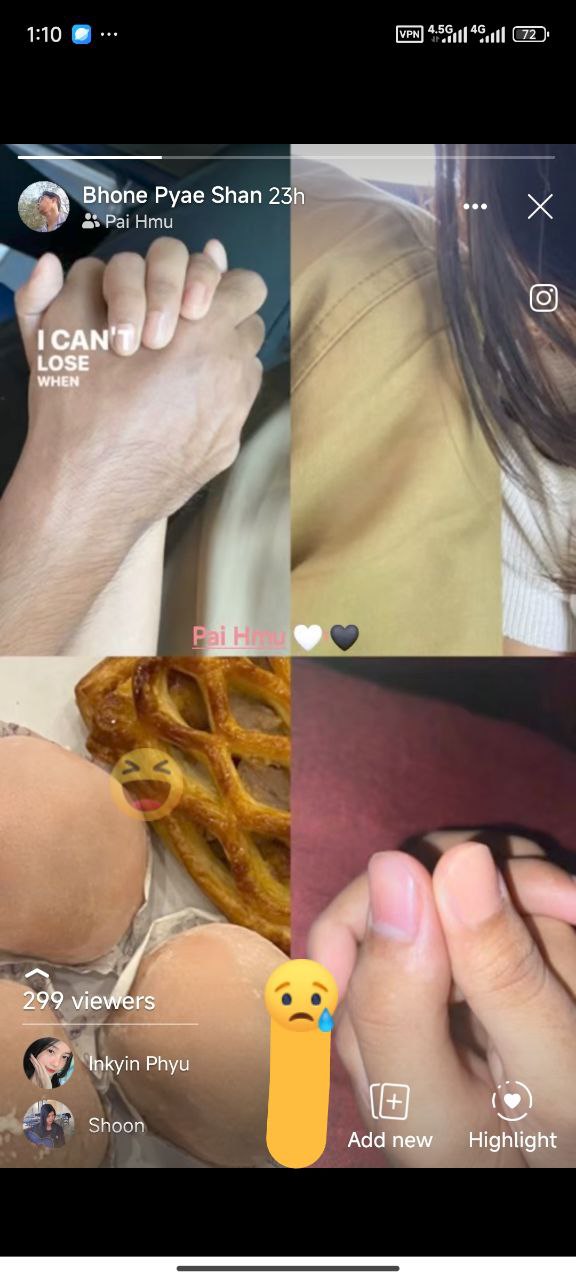 1:10
VPN 4.5G 4G 72
Bhone Pyae Shan 23h
Pai Hmu
I CAN'T
LOSE
WHEN
Pai Hmu 🤍🖤
299 viewers
Inkyin Phyu
Shoon
Add new
Highlight